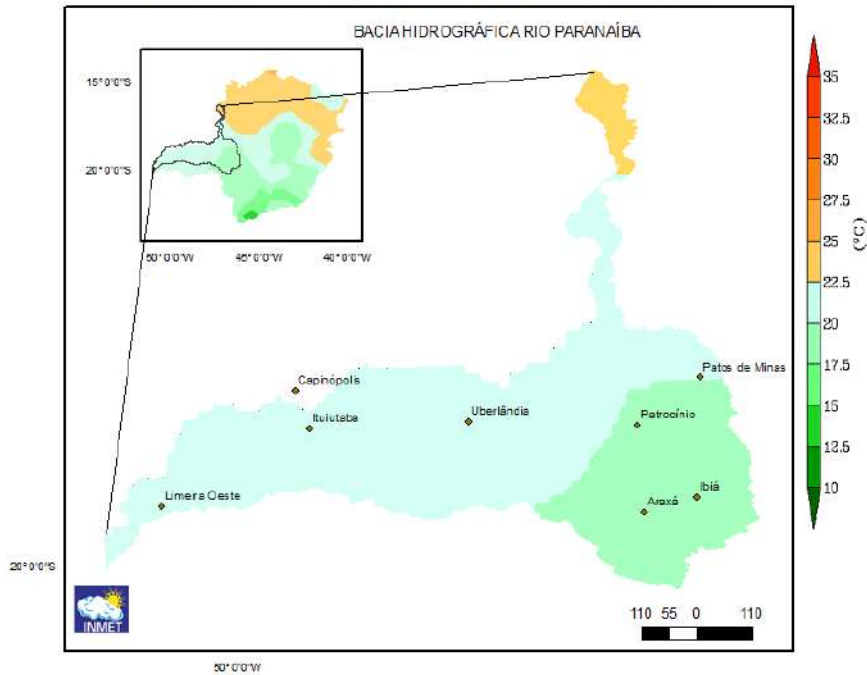 BACIA HIDROGRÁFICA RIO PARANAÍBA
15°0'0"S
20°0'0"S
50°0'0"W
45°0'0"W
40°0'0"W
35
32.5
30
27.5
25
22.5
20
17.5
15
12.5
10
(°C)
Patos de Minas
Capinópolis
Ituiutaba
Uberlândia
Patrocínio
Limeira Oeste
Araxá
Ibiá
20°0'0"S
INMET
110 55 0 110
50°0'0"W